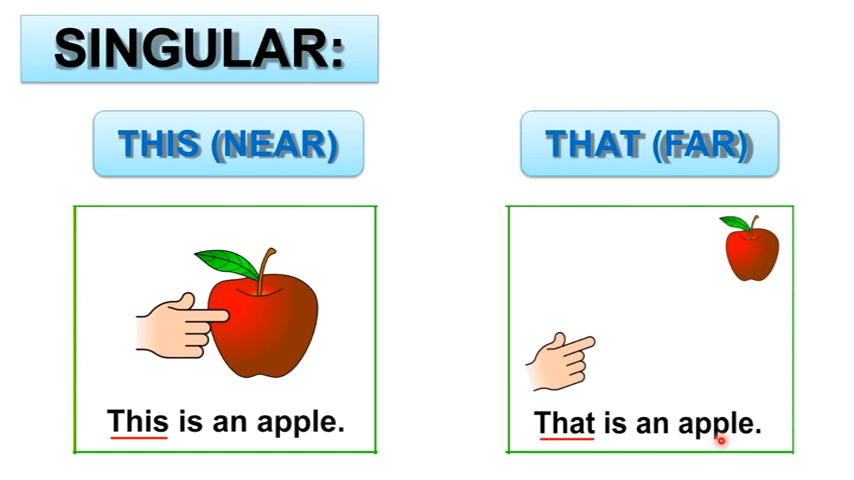 SINGULAR:
THIS (NEAR)
THAT (FAR)
This is an apple.
That is an apple.